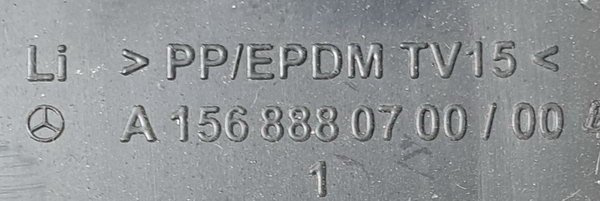 Li > PP/EPDM TV15 <
A 156 888 07 00 / 00
1